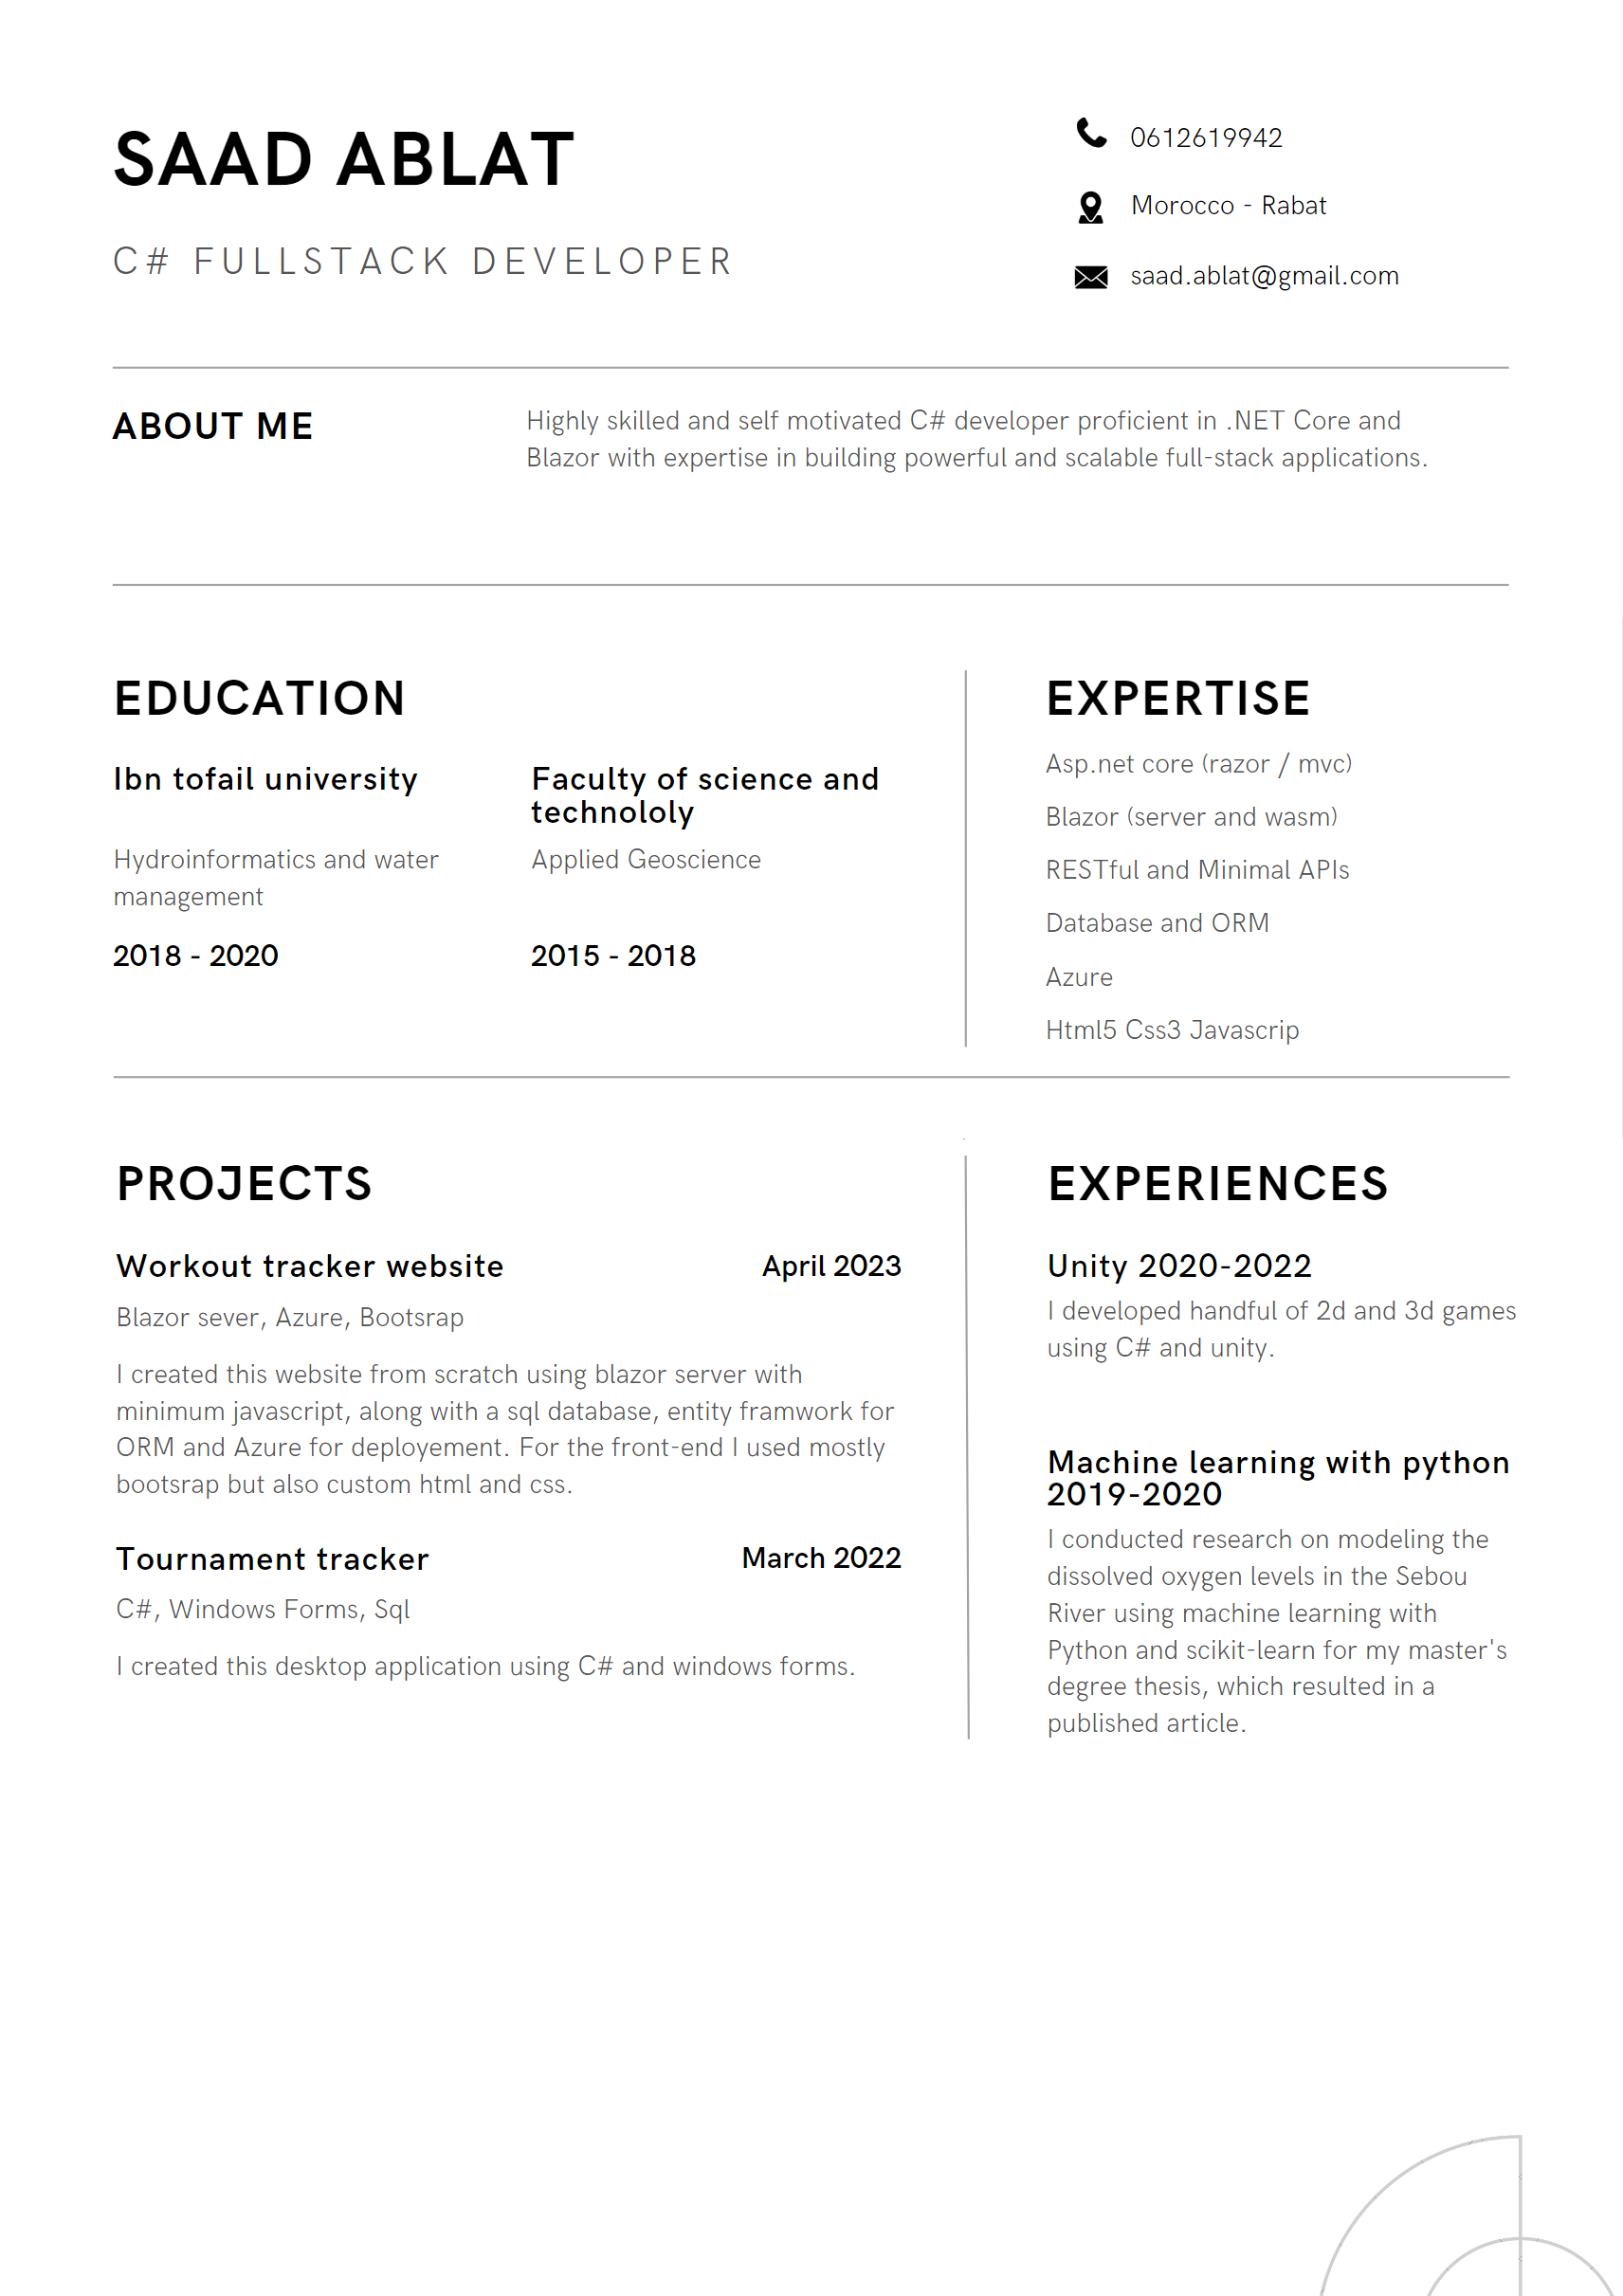 SAAD ABLAT
C# FULLSTACK DEVELOPER
0612619942
Morocco - Rabat
saad.ablat@gmail.com
ABOUT ME
Highly skilled and self motivated C# developer proficient in .NET Core and
Blazor with expertise in building powerful and scalable full-stack applications.
EDUCATION
Ibn tofail university
Hydroinformatics and water
management
2018 - 2020
Faculty of science and
technololy
Applied Geoscience
2015 - 2018
EXPERTISE
Asp.net core (razor / mvc)
Blazor (server and wasm)
RESTful and Minimal APIs
Database and ORM
Azure
Html5 Css3 Javascrip
PROJECTS
Workout tracker website
April 2023
Blazor sever, Azure, Bootsrap
I created this website from scratch using blazor server with
minimum javascript, along with a sql database, entity framwork for
ORM and Azure for deployement. For the front-end I used mostly
bootsrap but also custom html and css.
Tournament tracker
March 2022
C#, Windows Forms, Sql
I created this desktop application using C# and windows forms.
EXPERIENCES
Unity 2020-2022
I developed handful of 2d and 3d games
using C# and unity.
Machine learning with python
2019-2020
I conducted research on modeling the
dissolved oxygen levels in the Sebou
River using machine learning with
Python and scikit-learn for my master's
degree thesis, which resulted in a
published article.